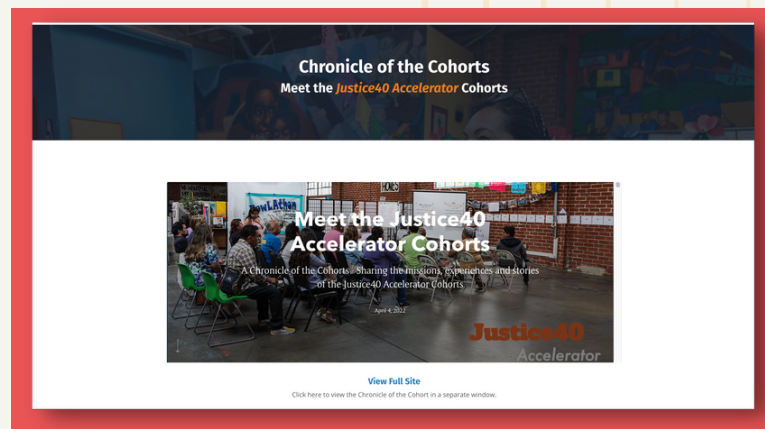 Chronicle of the Cohorts
Meet the Justice40 Accelerator Cohorts
HOMES
Meet the Justice40
Accelerator Cohorts
A Chronicle of the Cohorts / Sharing the missions, experiences and stories
of the Justice40 Accelerator Cohorts
April 4, 2022
Justice40
Accelerator
View Full Site
Click here to view the Chronicle of the Cohort in a separate window.